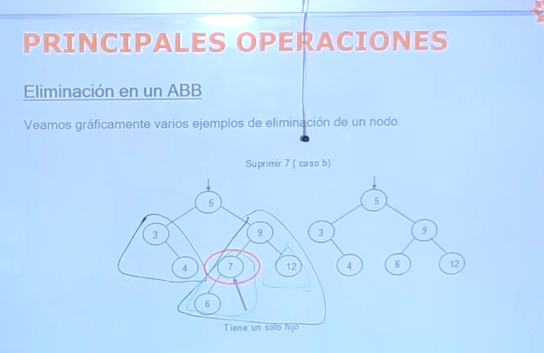 PRINCIPALES OPERACIONES
Eliminación en un ABB
Veamos gráficamente varios ejemplos de eliminación de un nodo.
Suprimir 7 ( caso b)
5
5
3
9
3
9
4
7
12
4
6
12
6
Tiene un solo hijo